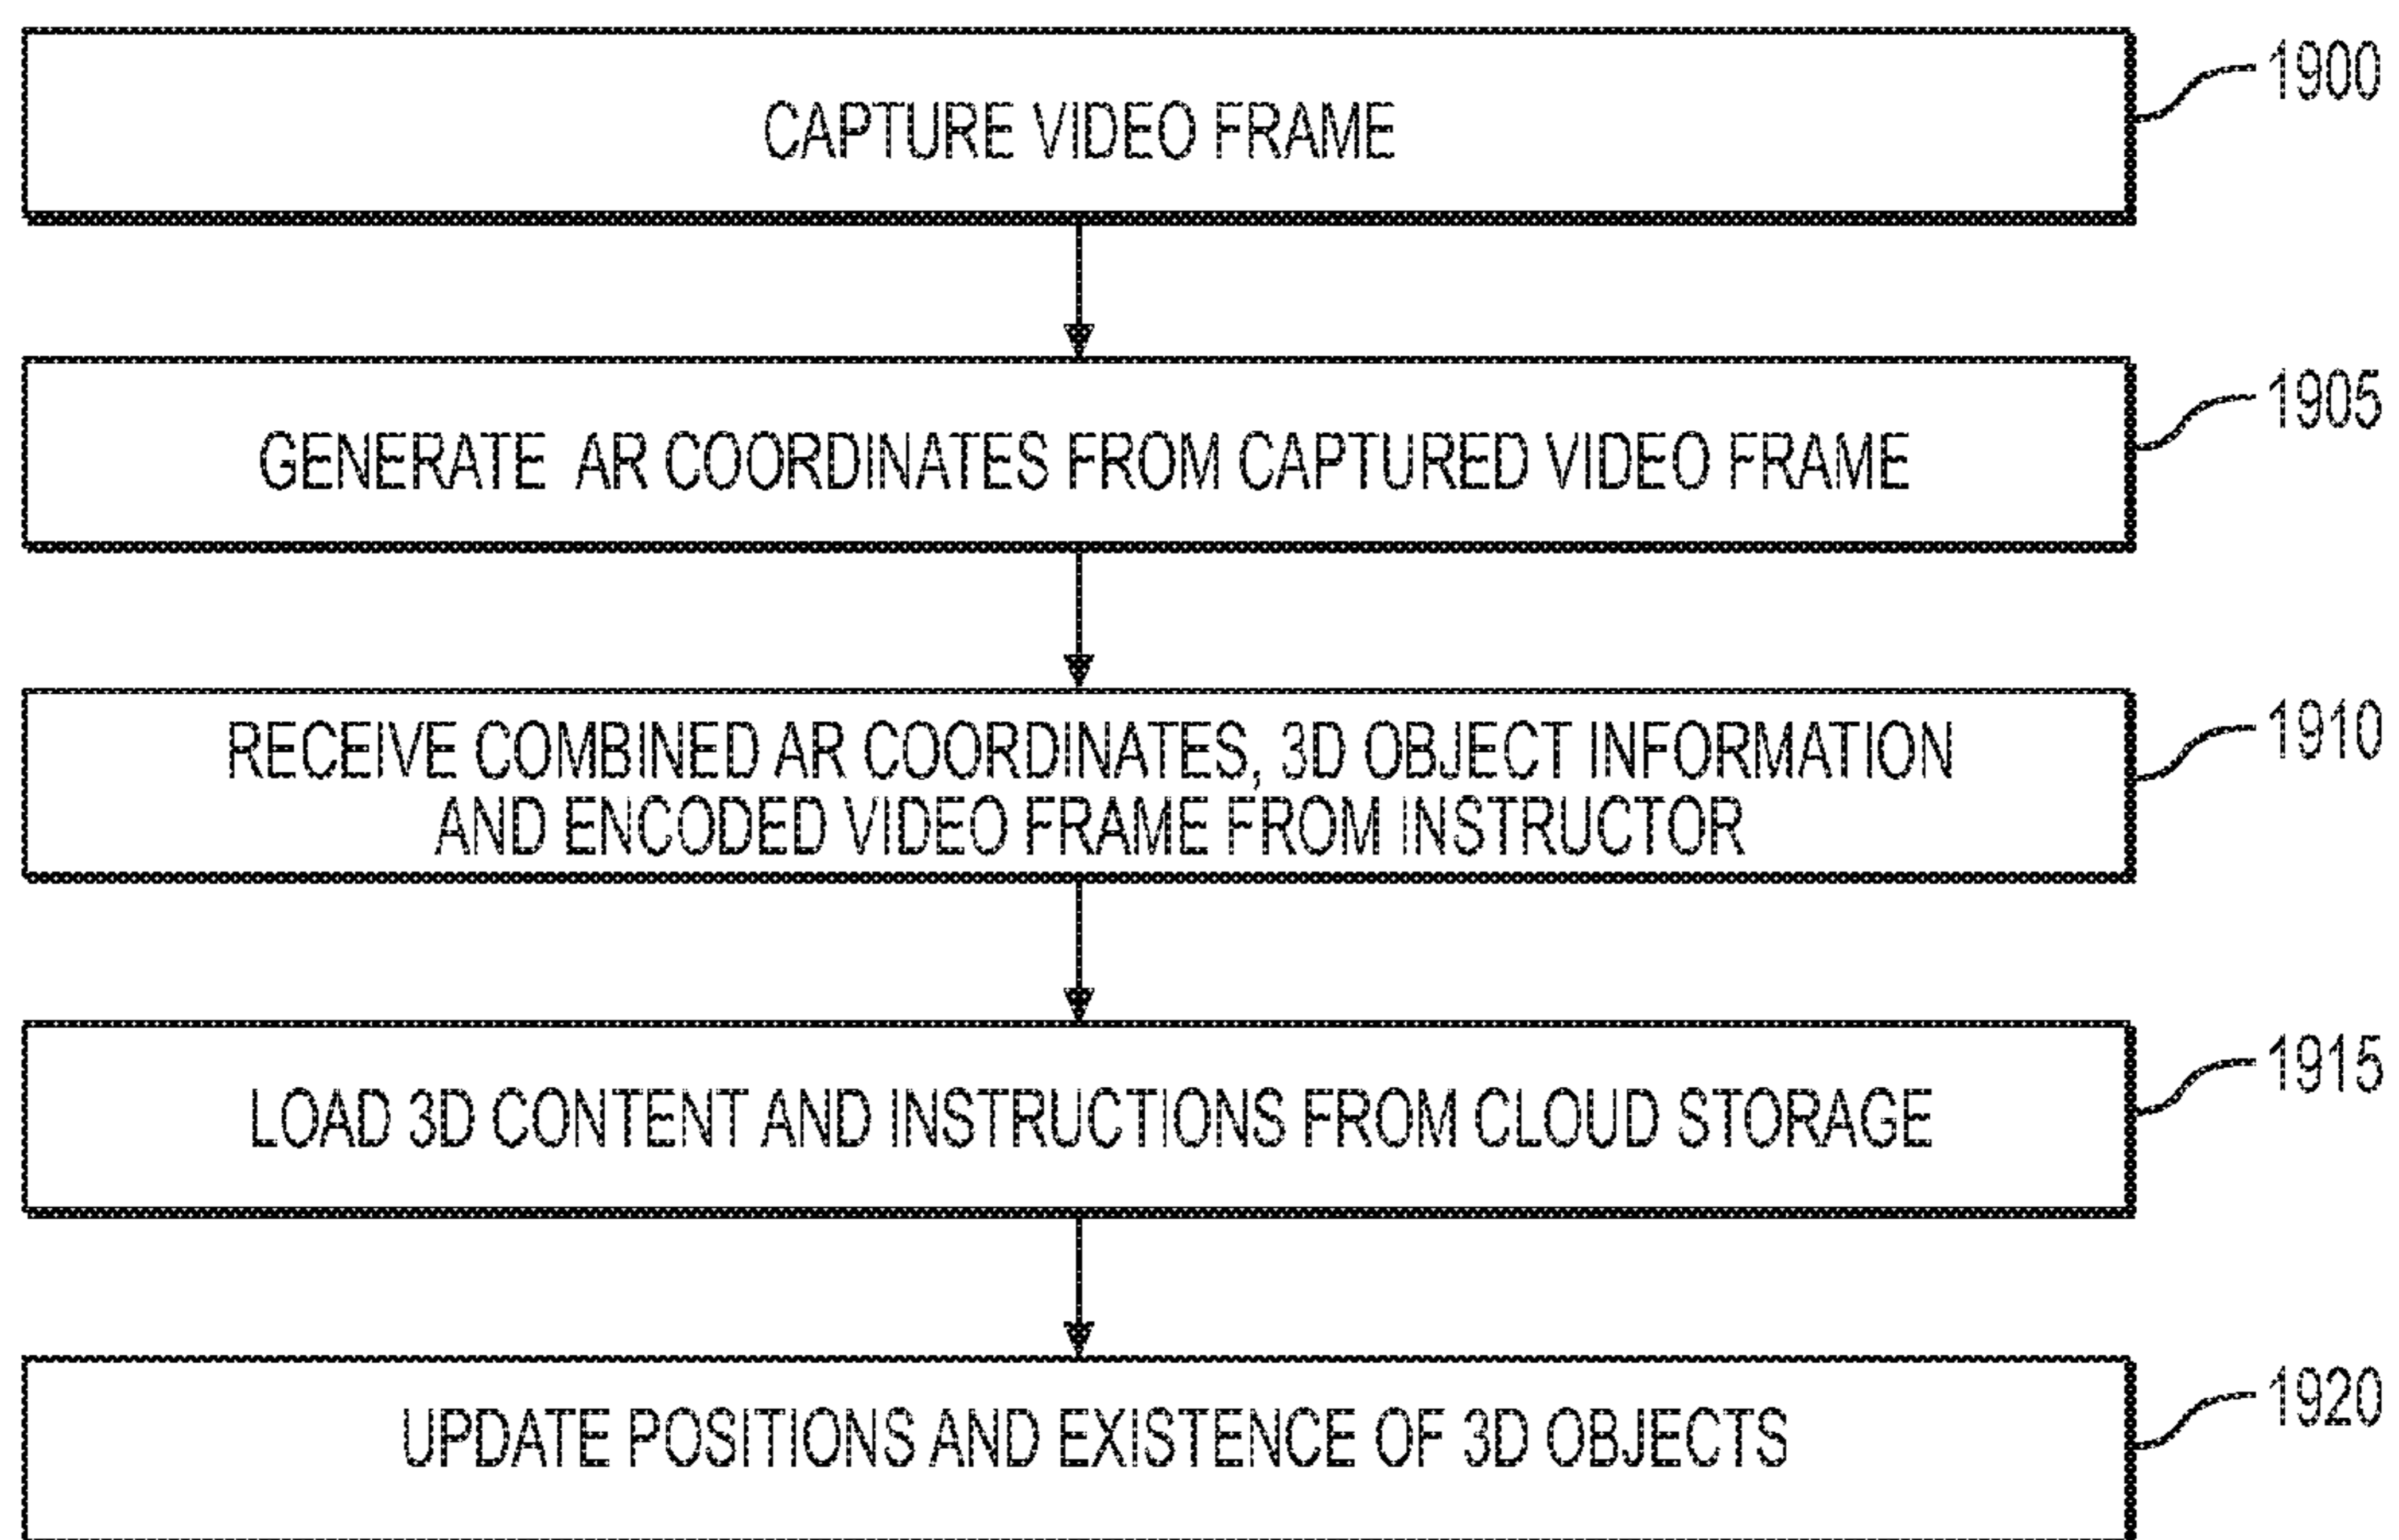 CAPTURE VIDEO FRAME
1900
GENERATE AR COORDINATES FROM CAPTURED VIDEO FRAME
1905
RECEIVE COMBINED AR COORDINATES, 3D OBJECT INFORMATION
AND ENCODED VIDEO FRAME FROM INSTRUCTOR
1910
LOAD 3D CONTENT AND INSTRUCTIONS FROM CLOUD STORAGE
1915
UPDATE POSITIONS AND EXISTENCE OF 3D OBJECTS
1920